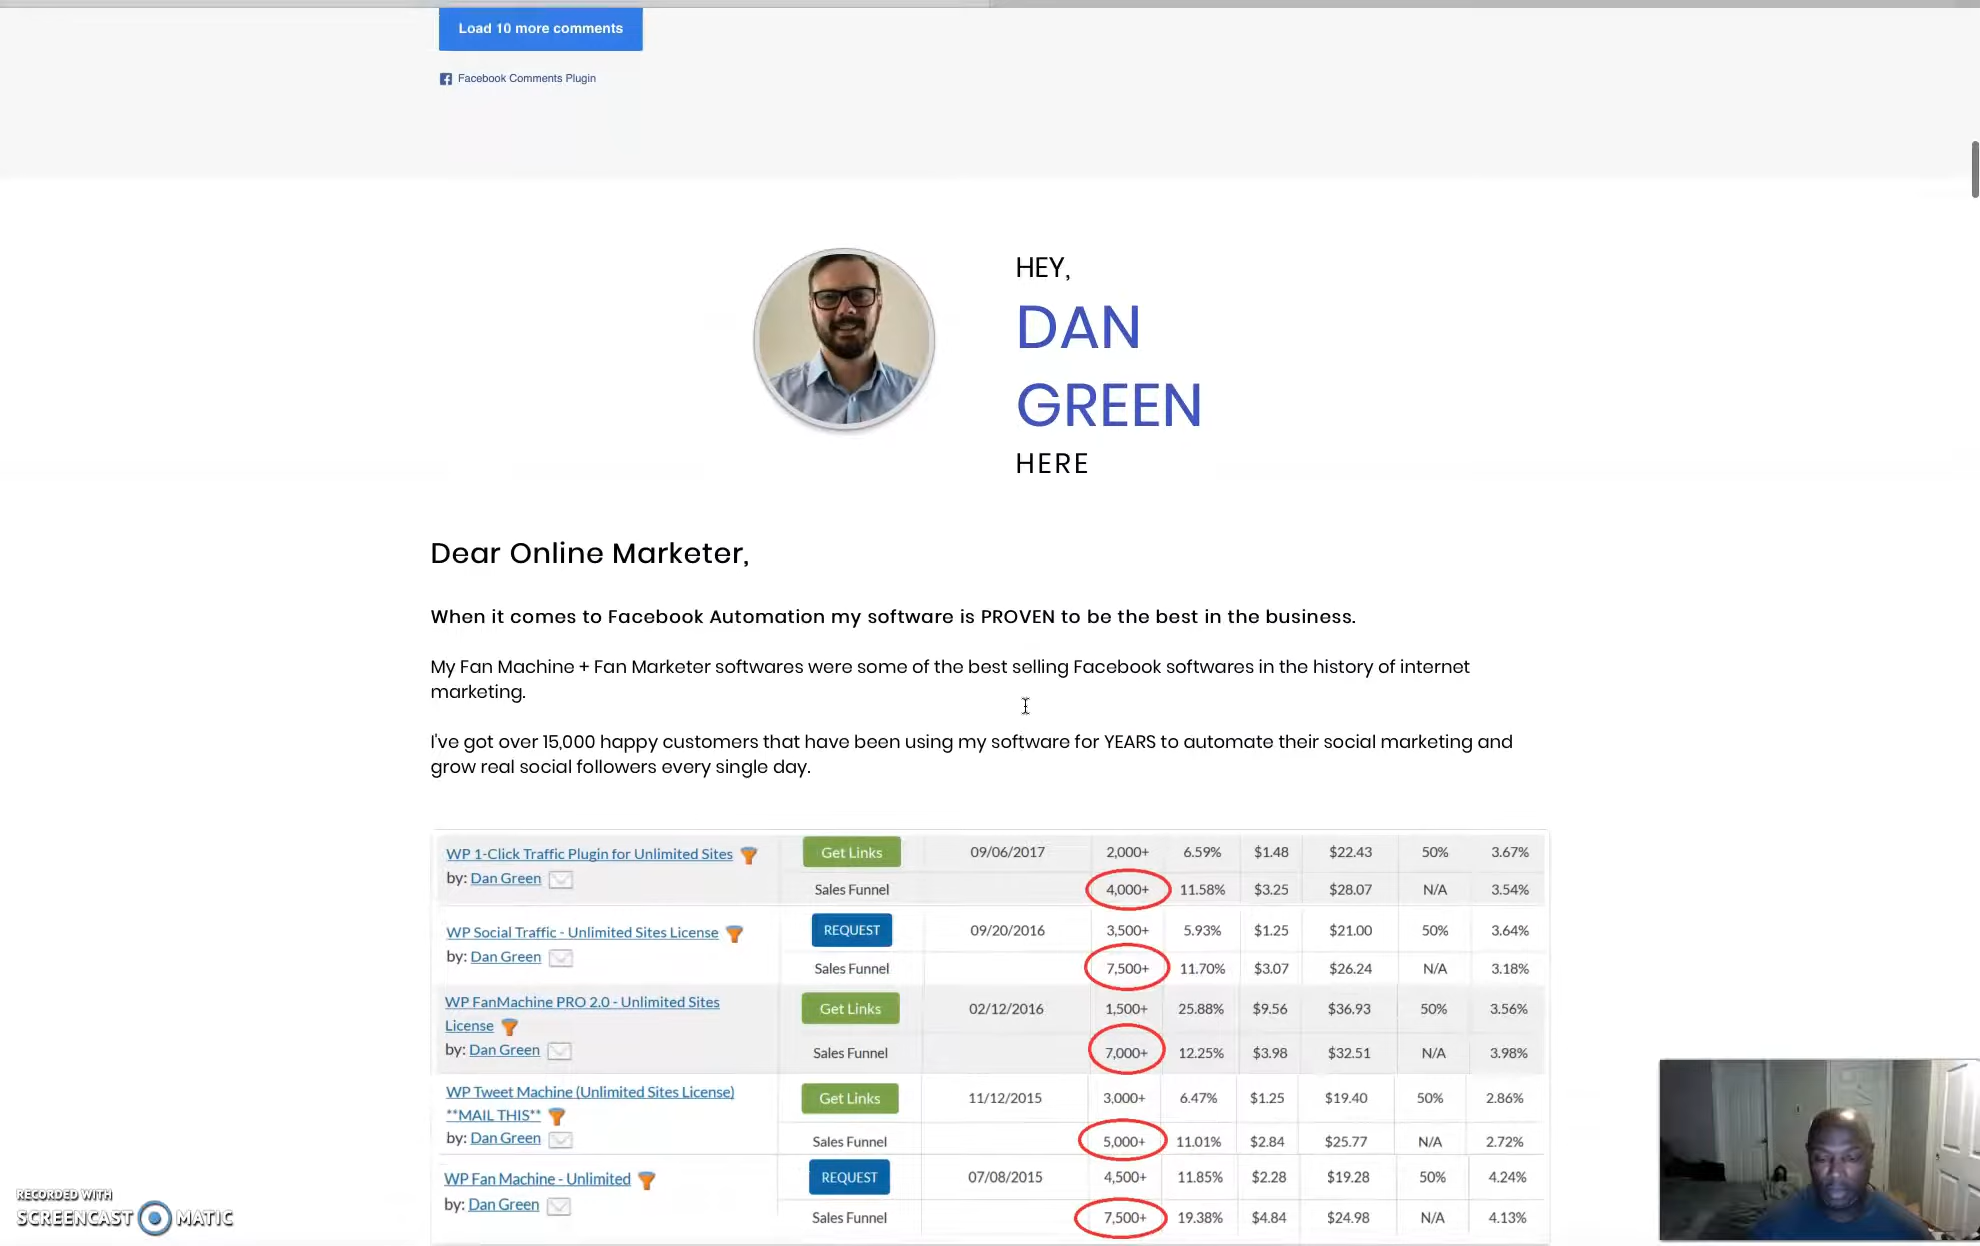 Load 10 more comments
Facebook Comments Plugin
HEY,
DAN
GREEN
HERE
Dear Online Marketer,
When it comes to Facebook Automation my software is PROVEN to be the best in the business.
My Fan Machine + Fan Marketer softwares were some of the best selling Facebook softwares in the history of internet
marketing.
I've got over 15,000 happy customers that have been using my software for YEARS to automate their social marketing and
grow real social followers every single day.
WP 1-Click Traffic Plugin for Unlimited Sites Get Links 09/06/2017 2,000+ 6.59% $1.48 $22.43 50% 3.67%
by: Dan Green Sales Funnel 4,000+ 11.58% $3.25 $28.07 N/A 3.54%
WP Social Traffic - Unlimited Sites License REQUEST 09/20/2016 3,500+ 5.93% $1.25 $21.00 50% 3.64%
by: Dan Green Sales Funnel 7,500+ 11.70% $3.07 $26.24 N/A 3.18%
WP FanMachine PRO 2.0 - Unlimited Sites Get Links 02/12/2016 1,500+ 25.88% $9.56 $36.93 50% 3.56%
License
by: Dan Green Sales Funnel 7,000+ 12.25% $3.98 $32.51 N/A 3.98%
WP Tweet Machine (Unlimited Sites License) Get Links 11/12/2015 3,000+ 6.47% $1.25 $19.40 50% 2.86%
**MAIL THIS**
by: Dan Green Sales Funnel 5,000+ 11.01% $2.84 $25.77 N/A 2.72%
WP Fan Machine - Unlimited REQUEST 07/08/2015 4,500+ 11.85% $2.28 $19.28 50% 4.24%
by: Dan Green Sales Funnel 7,500+ 19.38% $4.84 $24.98 N/A 4.13%
RECORDED WITH
SCREENCAST MATIC